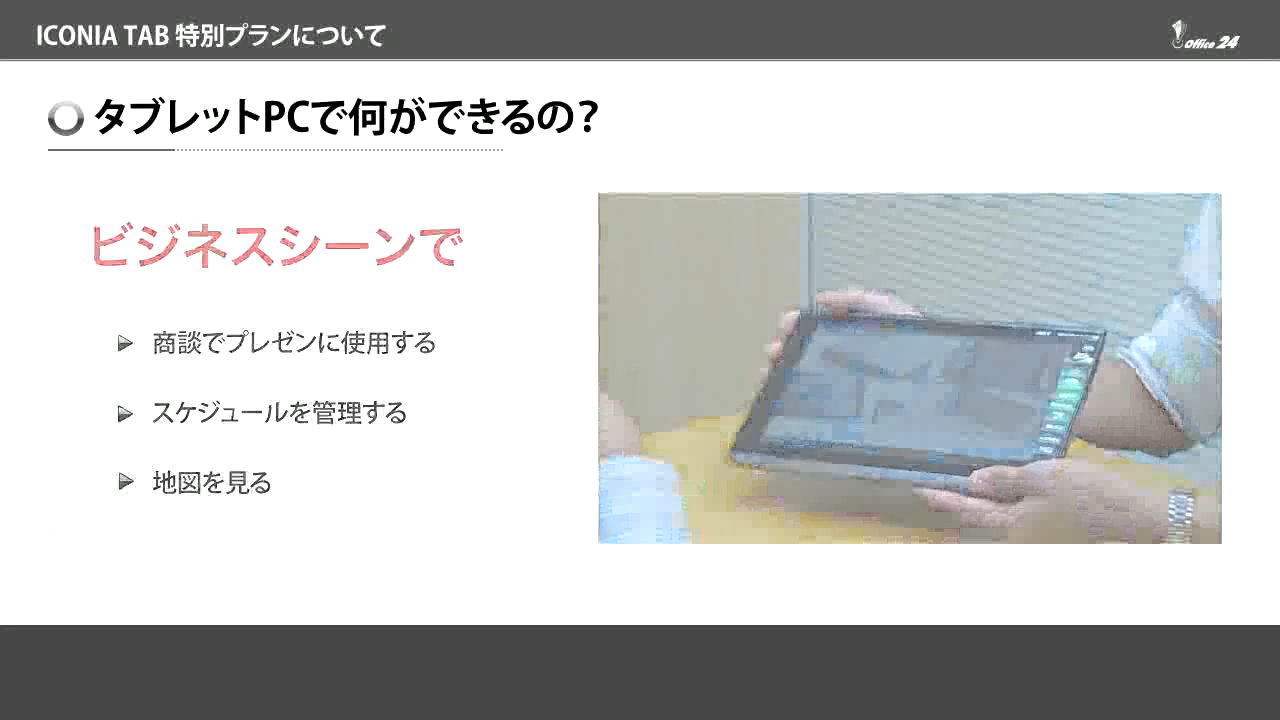 ICONIA TAB 特別プランについて
Office 24
タブレットPCで何ができるの?
ビジネスシーンで
商談でプレゼンに使用する
スケジュールを管理する
地図を見る